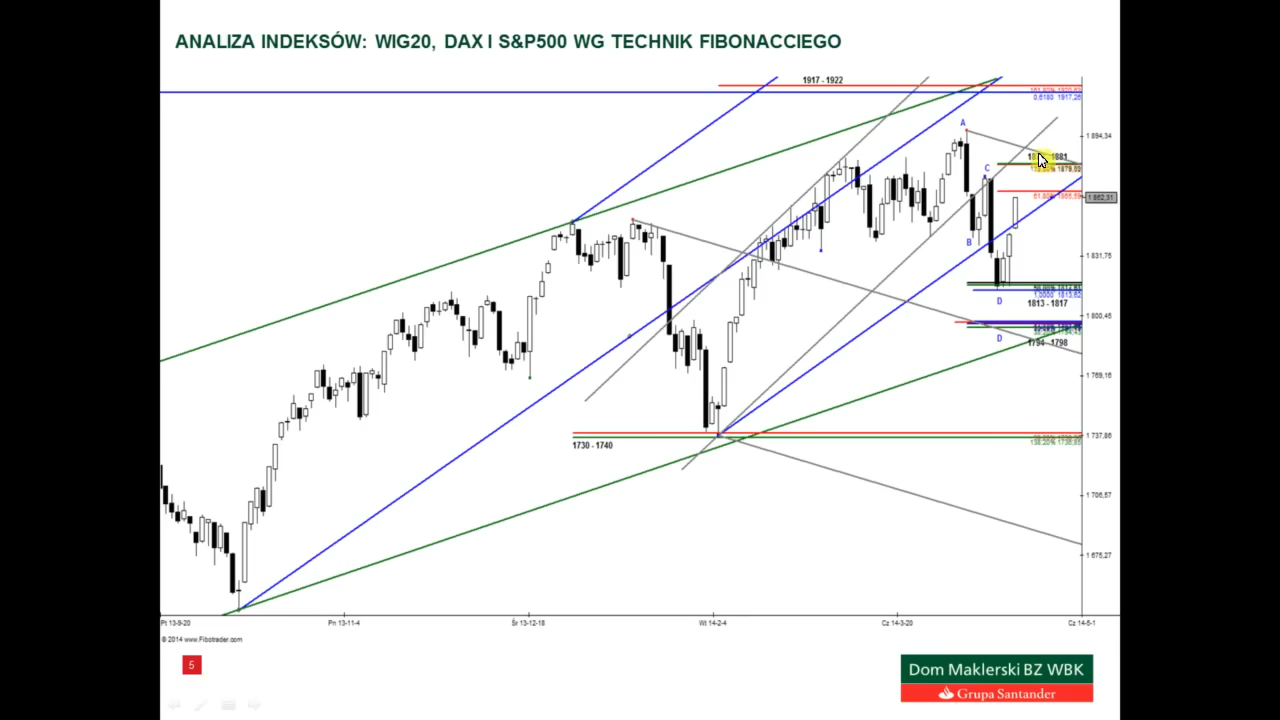 ANALIZA INDEKSÓW: WIG20, DAX I S&P500 WG TECHNIK FIBONACCIEGO
1917 - 1922
0,6180 1917,26
A
1 894,34
1881
C
61,80%
1 862,31
B
1 831,75
D
1813 - 1817
1 800,45
D
1794 - 1798
1 769,16
1730 - 1740
1 737,86
1 706,57
1 675,27
Pt 13-9-20
Pn 13-11-4
Śr 13-12-18
Wt 14-2-4
Cz 14-3-20
Cz 14-5-1
© 2014 www.Fibotrader.com
5
Dom Maklerski BZ WBK
Grupa Santander